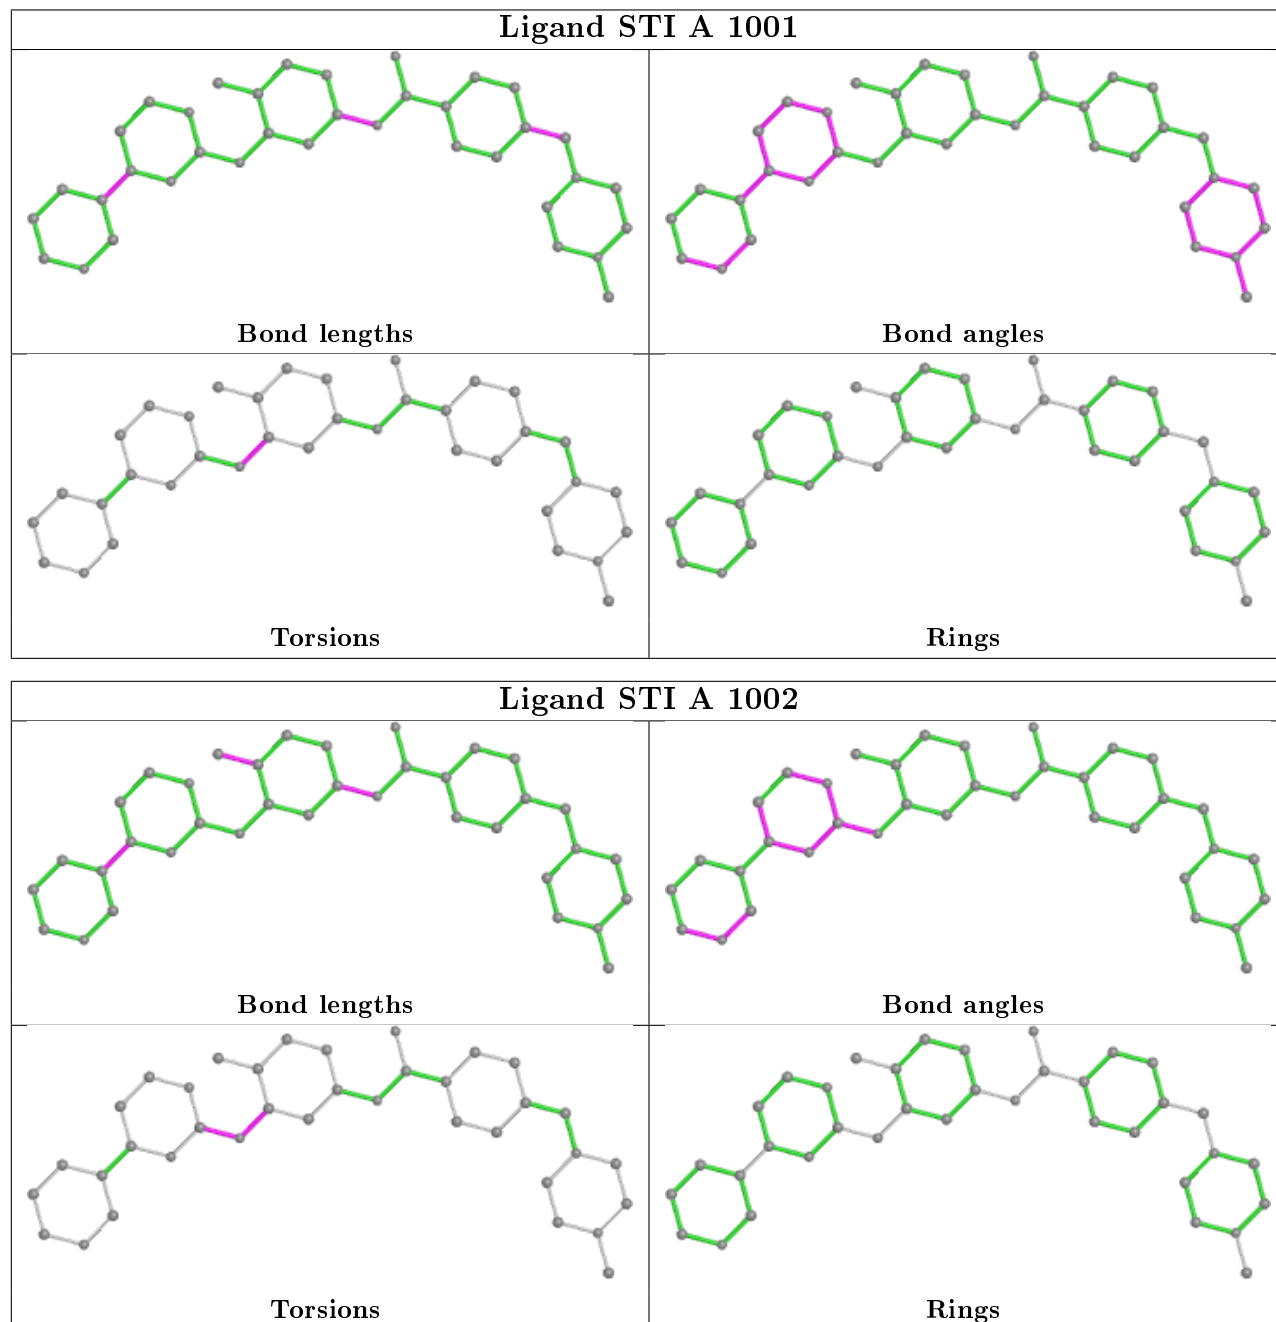 Ligand STI A 1001
Bond lengths
Bond angles
Torsions
Rings
Ligand STI A 1002
Bond lengths
Bond angles
Torsions
Rings